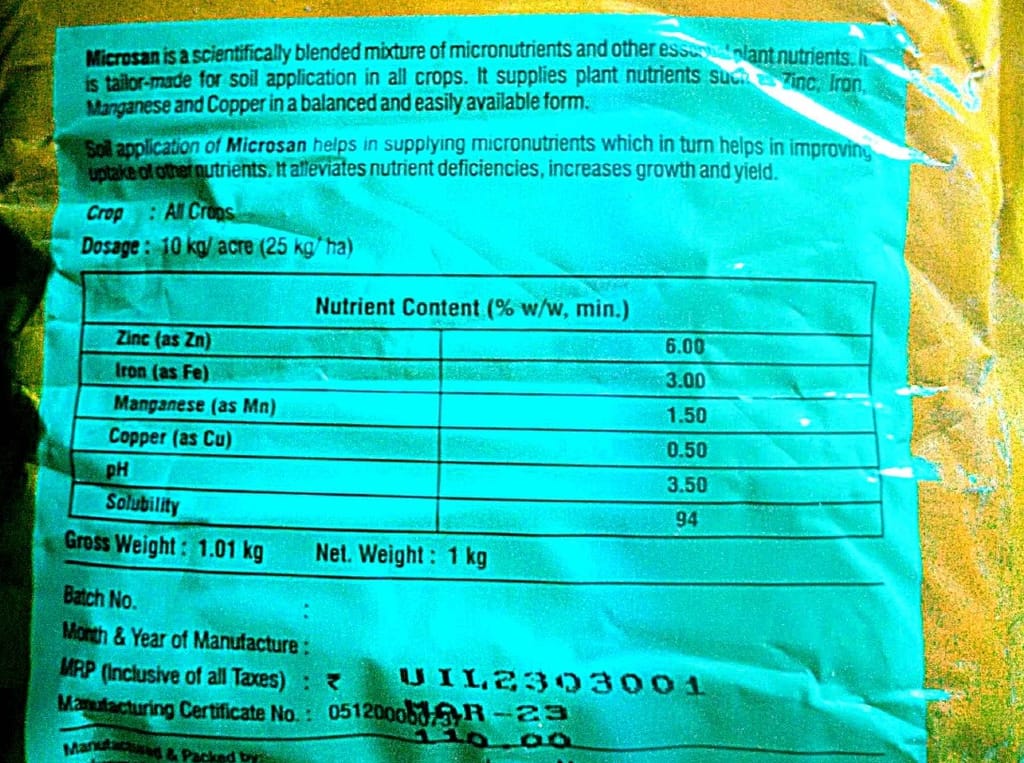 Microsan is a scientifically blended mixture of micronutrients and other plant nutrients. It
is tailor-made for soil application in all crops. It supplies plant nutrients such Zinc, Iron,
Manganese and Copper in a balanced and easily available form.
Soil application of Microsan helps in supplying micronutrients which in turn helps in improving
uptake of other nutrients. It alleviates nutrient deficiencies, increases growth and yield.
Crop : All Crops
Dosage : 10 kg/ acre (25 kg/ ha)
Nutrient Content (% w/w, min.)
Zinc (as Zn) 6.00
Iron (as Fe) 3.00
Manganese (as Mn) 1.50
Copper (as Cu) 0.50
pH 3.50
Solubility 94
Gross Weight : 1.01 kg Net. Weight : 1 kg
Batch No. :
Month & Year of Manufacture :
MRP (Inclusive of all Taxes) : ₹ UIL2303001
Manufacturing Certificate No. : MAR-23
110.00
Manufactured & Packed by: